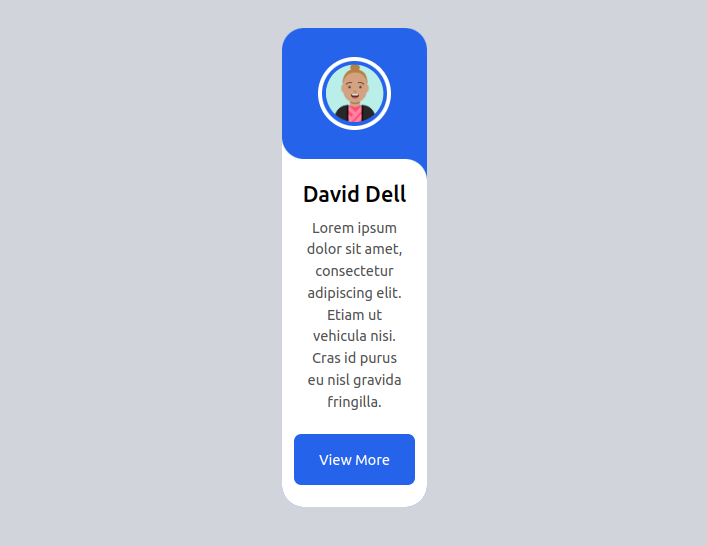 David Dell
Lorem ipsum
dolor sit amet,
consectetur
adipiscing elit.
Etiam ut
vehicula nisi.
Cras id purus
eu nisl gravida
fringilla.
View More